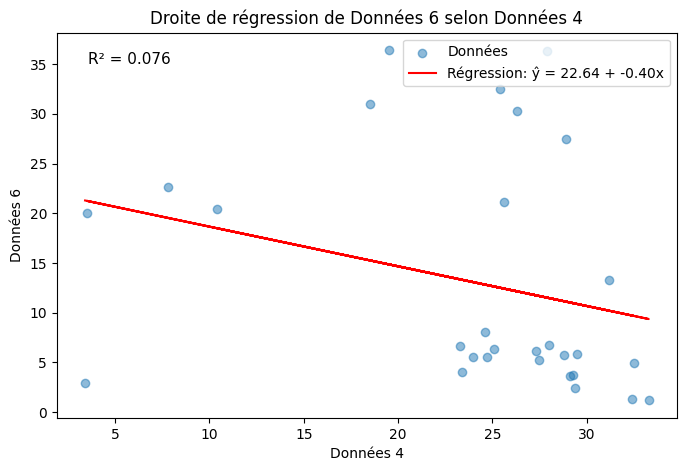 Droite de régression de Données 6 selon Données 4
R² = 0.076
Données
Régression: ŷ = 22.64 + -0.40x
Données 6
35
30
25
20
15
10
5
0
5
10
15
20
25
30
Données 4